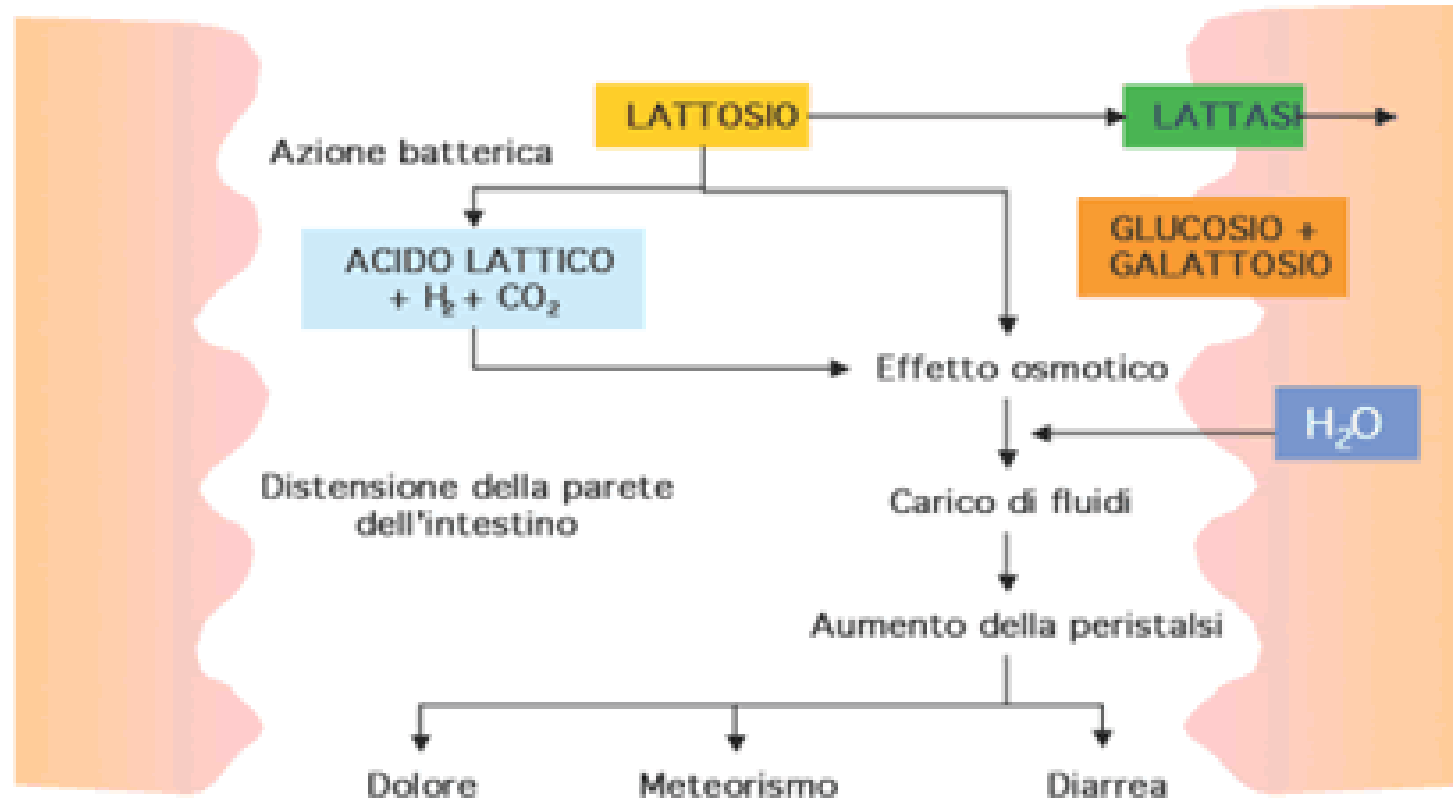 LATTOSIO
LATTASI
Azione batterica
ACIDO LATTICO
+ H₂ + CO₂
GLUCOSIO +
GALATTOSIO
Effetto osmotico
H₂O
Distensione della parete
dell'intestino
Carico di fluidi
Aumento della peristalsi
Dolore
Meteorismo
Diarrea